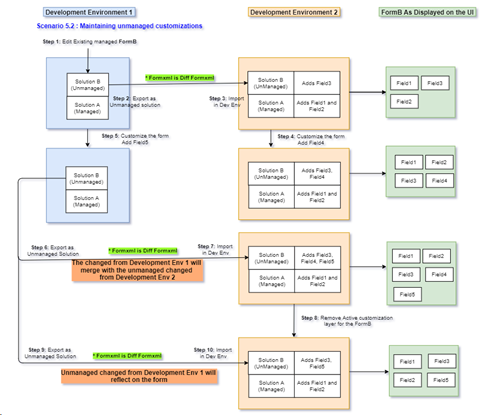 Development Environment 1
Development Environment 2
FormB As Displayed on the UI
Scenario 5.2 : Maintaining unmanaged customizations
Step 1: Edit Existing managed FormB
* Formxml is Diff Formxml
Solution B
(Unmanaged)
Solution A
(Managed)
Step 2: Export as
Unmanaged solution
Step 3: Import
in Dev Env
Solution B
(UnManaged)
Adds Field3
Solution A
(Managed)
Adds Field1 and
Field2
Field1
Field3
Field2
Step 5: Customize the form
Add Field5
Step 4: Customize the form
Add Field4
Solution B
(Unmanaged)
Solution A
(Managed)
Solution B
(UnManaged)
Adds Field3,
Field4
Solution A
(Managed)
Adds Field1 and
Field2
Field1
Field2
Field3
Field4
Step 6: Export as
Unmanaged Solution
* Formxml is Diff Formxml
Step 7: Import
in Dev Env
The changed from Development Env 1 will
merge with the unmanaged changed
from Development Env 2
Solution B
(UnManaged)
Adds Field3,
Field4, Field5
Solution A
(Managed)
Adds Field1 and
Field2
Field1
Field2
Field3
Field4
Field5
Step 8: Remove Active customization
layer for the FormB
Step 9: Export as
Unmanaged Solution
* Formxml is Diff Formxml
Step 10: Import
in Dev Env
Unmanaged changed from Development Env 1 will
reflect on the form
Solution B
(UnManaged)
Adds Field3,
Field5
Solution A
(Managed)
Adds Field1 and
Field2
Field1
Field3
Field2
Field5